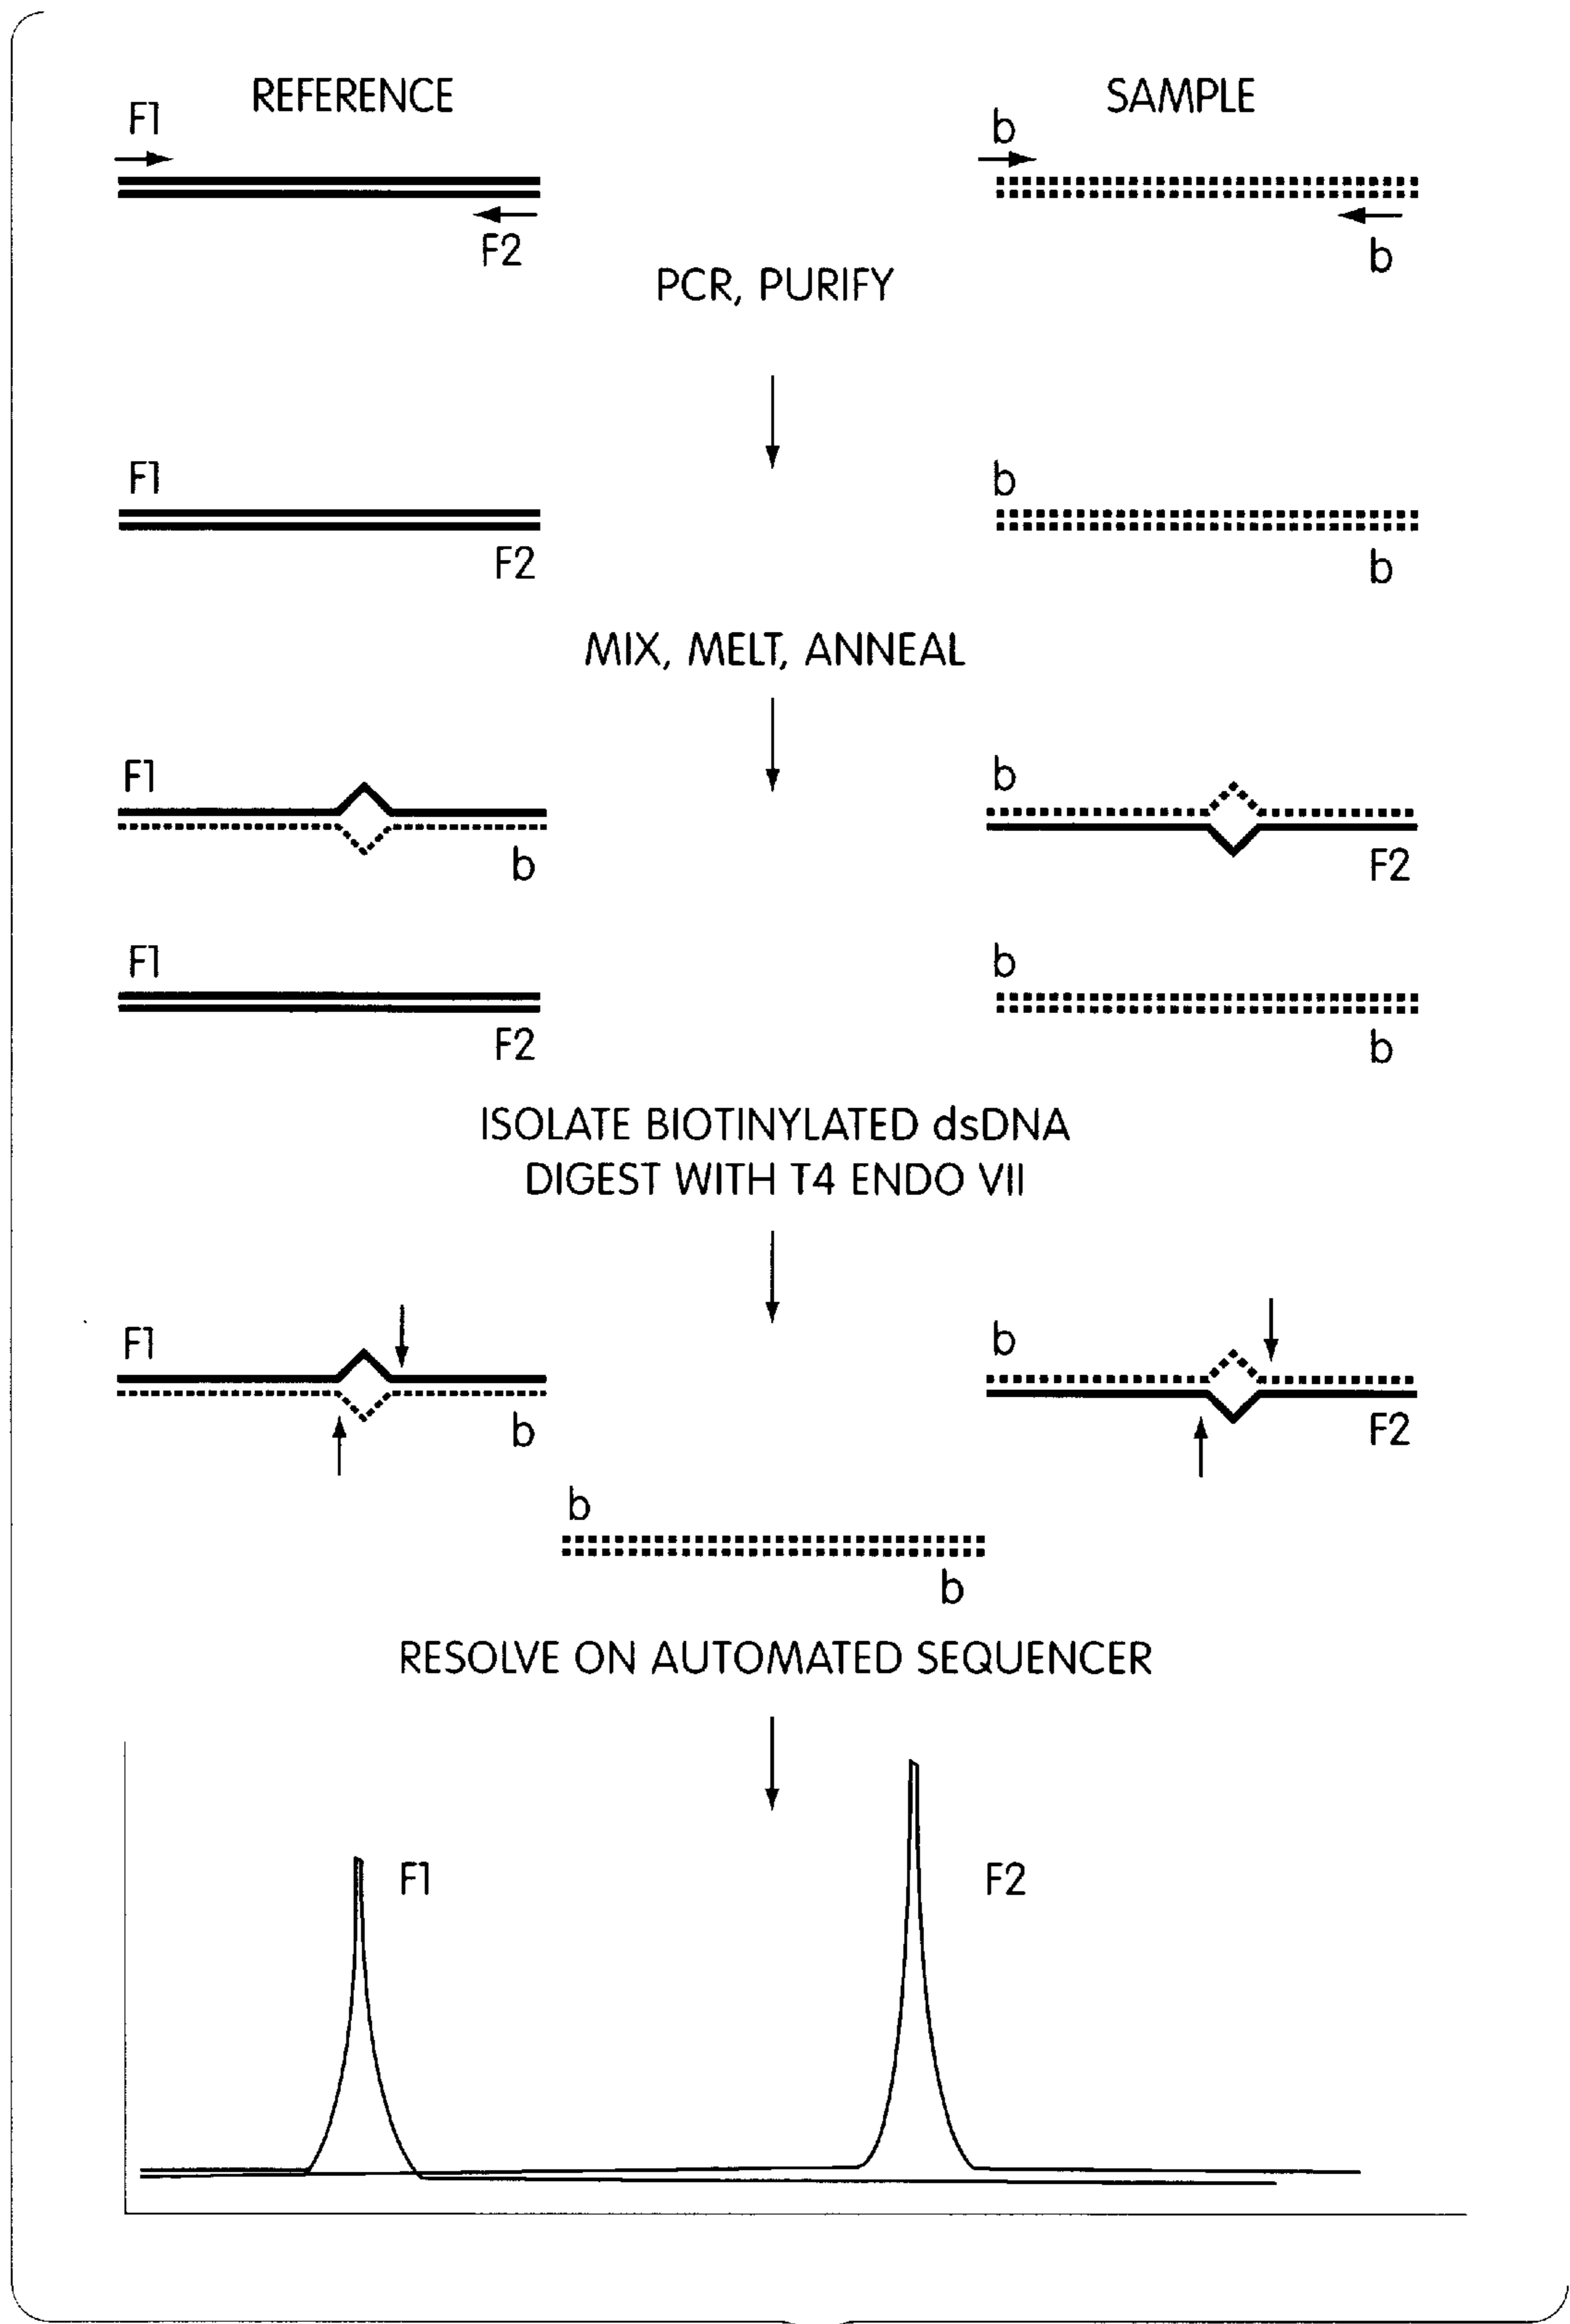 REFERENCE
SAMPLE
F1
b
F2
b
PCR, PURIFY
F1
b
F2
b
MIX, MELT, ANNEAL
F1
b
b
F2
F1
b
F2
b
ISOLATE BIOTINYLATED dsDNA
DIGEST WITH T4 ENDO VII
F1
b
b
F2
b
b
RESOLVE ON AUTOMATED SEQUENCER
F1
F2